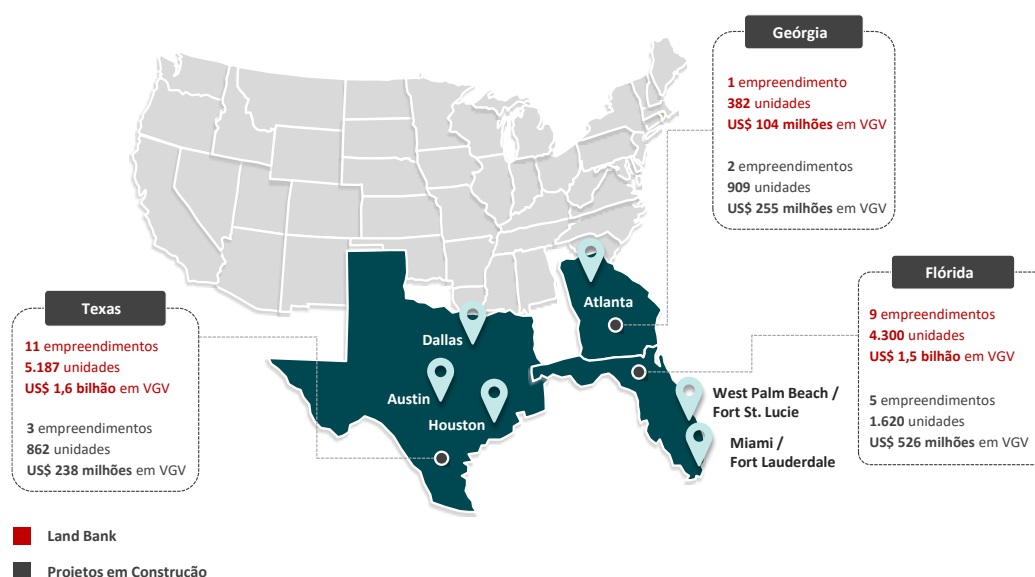 Geórgia
1 empreendimento
382 unidades
US$ 104 milhões em VGV
2 empreendimentos
909 unidades
US$ 255 milhões em VGV
Flórida
9 empreendimentos
4.300 unidades
US$ 1,5 bilhão em VGV
5 empreendimentos
1.620 unidades
US$ 526 milhões em VGV
Texas
11 empreendimentos
5.187 unidades
US$ 1,6 bilhão em VGV
3 empreendimentos
862 unidades
US$ 238 milhões em VGV
Atlanta
Dallas
Austin
Houston
West Palm Beach /
Fort St. Lucie
Miami /
Fort Lauderdale
Land Bank
Projetos em Construção